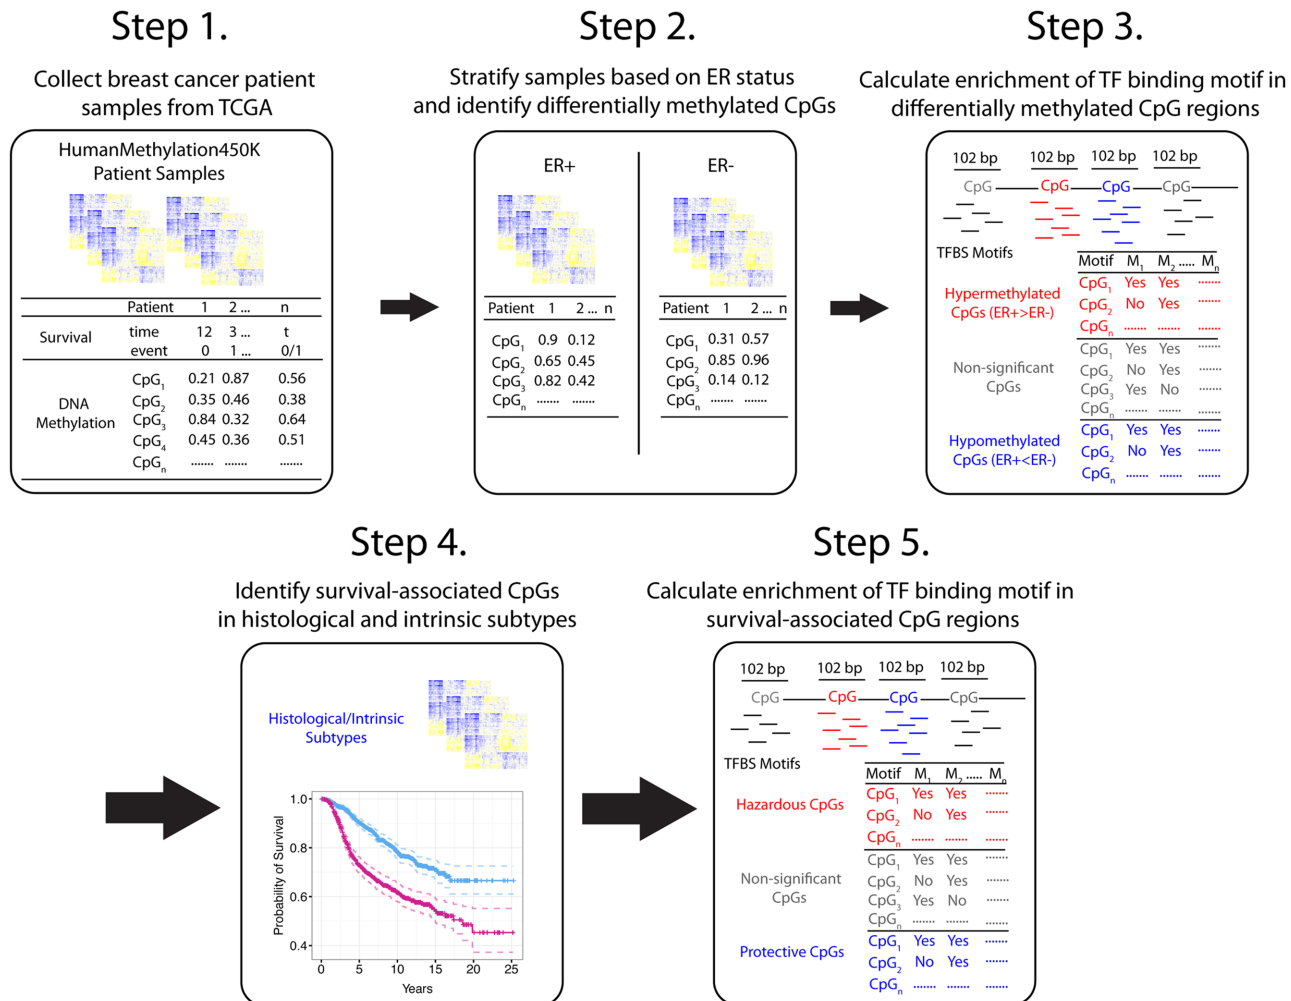 Step 1.
Collect breast cancer patient
samples from TCGA
HumanMethylation450K
Patient Samples
Patient 1 2 ... n
Survival
time 12 3 ... t
event 0 1 ... 0/1
DNA
Methylation
CpG1 0.21 0.87 0.56
CpG2 0.35 0.46 0.38
CpG3 0.84 0.32 0.64
CpG4 0.45 0.36 0.51
CpGn ....... ....... .......
Step 2.
Stratify samples based on ER status
and identify differentially methylated CpGs
ER+
Patient 1 2 ... n
CpG1 0.9 0.12
CpG2 0.65 0.45
CpG3 0.82 0.42
CpGn ....... .......
ER-
Patient 1 2 ... n
CpG1 0.31 0.57
CpG2 0.85 0.96
CpG3 0.14 0.12
CpGn ....... .......
Step 3.
Calculate enrichment of TF binding motif in
differentially methylated CpG regions
102 bp 102 bp 102 bp 102 bp
CpG CpG CpG CpG
TFBS Motifs
Motif M1 M2 ..... Mn
Hypermethylated
CpGs (ER+>ER-)
CpG1 Yes Yes .......
CpG2 No Yes .......
CpGn ....... ....... .......
Non-significant
CpGs
CpG1 Yes Yes .......
CpG2 No Yes .......
CpG3 Yes No .......
CpGn ....... ....... .......
Hypomethylated
CpGs (ER+<ER-)
CpG1 Yes Yes .......
CpG2 No Yes .......
CpGn ....... ....... .......
Step 4.
Identify survival-associated CpGs
in histological and intrinsic subtypes
Histological/Intrinsic
Subtypes
Probability of Survival
1.0
0.8
0.6
0.4
0 5 10 15 20 25
Years
Step 5.
Calculate enrichment of TF binding motif in
survival-associated CpG regions
102 bp 102 bp 102 bp 102 bp
CpG CpG CpG CpG
TFBS Motifs
Motif M1 M2 ..... Mn
Hazardous CpGs
CpG1 Yes Yes .......
CpG2 No Yes .......
CpGn ....... ....... .......
Non-significant
CpGs
CpG1 Yes Yes .......
CpG2 No Yes .......
CpG3 Yes No .......
CpGn ....... ....... .......
Protective CpGs
CpG1 Yes Yes .......
CpG2 No Yes .......
CpGn ....... ....... .......